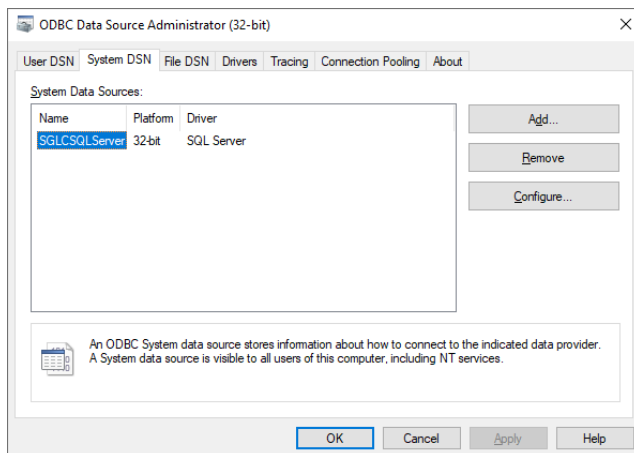 ODBC Data Source Administrator (32-bit)
User DSN System DSN File DSN Drivers Tracing Connection Pooling About
System Data Sources:
Name Platform Driver
SGLCSQLServer 32-bit SQL Server
Add...
Remove
Configure...
An ODBC System data source stores information about how to connect to the indicated data provider.
A System data source is visible to all users of this computer, including NT services.
OK Cancel Apply Help